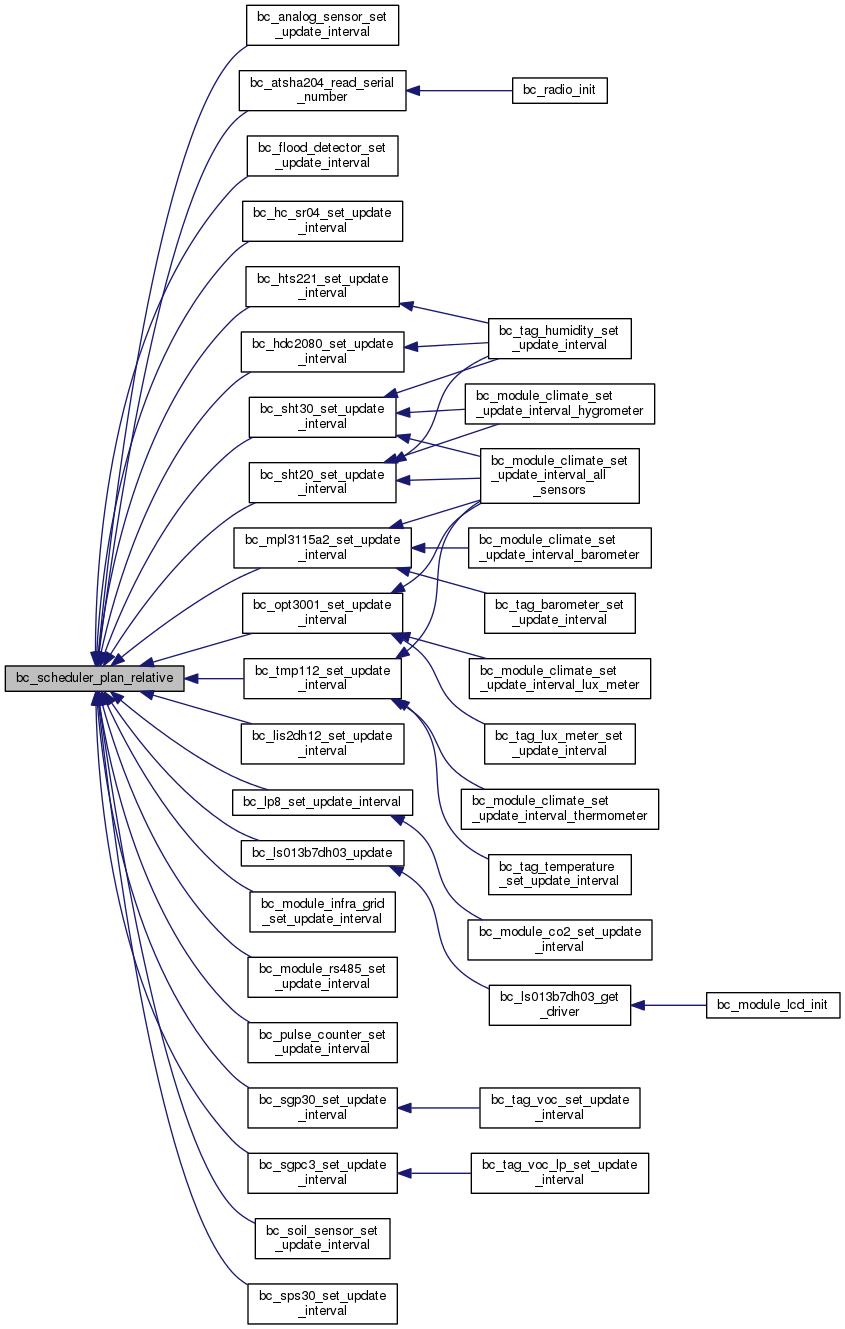 bc_analog_sensor_set
_update_interval
bc_atsha204_read_serial
_number
bc_radio_init
bc_flood_detector_set
_update_interval
bc_hc_sr04_set_update
_interval
bc_hts221_set_update
_interval
bc_tag_humidity_set
_update_interval
bc_hdc2080_set_update
_interval
bc_module_climate_set
_update_interval_hygrometer
bc_sht30_set_update
_interval
bc_module_climate_set
_update_interval_all
_sensors
bc_sht20_set_update
_interval
bc_mpl3115a2_set_update
_interval
bc_module_climate_set
_update_interval_barometer
bc_opt3001_set_update
_interval
bc_tag_barometer_set
_update_interval
bc_scheduler_plan_relative
bc_tmp112_set_update
_interval
bc_module_climate_set
_update_interval_lux_meter
bc_lis2dh12_set_update
_interval
bc_tag_lux_meter_set
_update_interval
bc_lp8_set_update_interval
bc_module_climate_set
_update_interval_thermometer
bc_ls013b7dh03_update
bc_tag_temperature
_set_update_interval
bc_module_infra_grid
_set_update_interval
bc_module_co2_set_update
_interval
bc_module_rs485_set
_update_interval
bc_ls013b7dh03_get
_driver
bc_module_lcd_init
bc_pulse_counter_set
_update_interval
bc_sgp30_set_update
_interval
bc_tag_voc_set_update
_interval
bc_sgpc3_set_update
_interval
bc_tag_voc_lp_set_update
_interval
bc_soil_sensor_set
_update_interval
bc_sps30_set_update
_interval